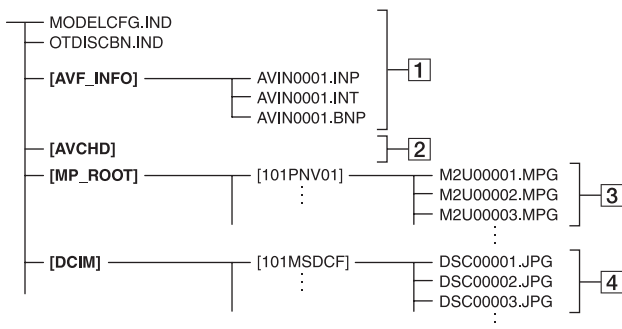 MODELCFG.IND
OTDISCBN.IND
[AVF_INFO] AVIN0001.INP
AVIN0001.INT
AVIN0001.BNP
1
[AVCHD] 2
[MP_ROOT] [101PNV01] M2U00001.MPG
M2U00002.MPG 3
M2U00003.MPG
[DCIM] [101MSDCF] DSC00001.JPG
DSC00002.JPG 4
DSC00003.JPG